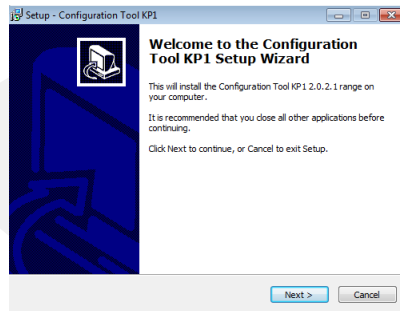 Setup - Configuration Tool KP1
Welcome to the Configuration
Tool KP1 Setup Wizard
This will install the Configuration Tool KP1 2.0.2.1 range on
your computer.
It is recommended that you close all other applications before
continuing.
Click Next to continue, or Cancel to exit Setup.
Next >
Cancel